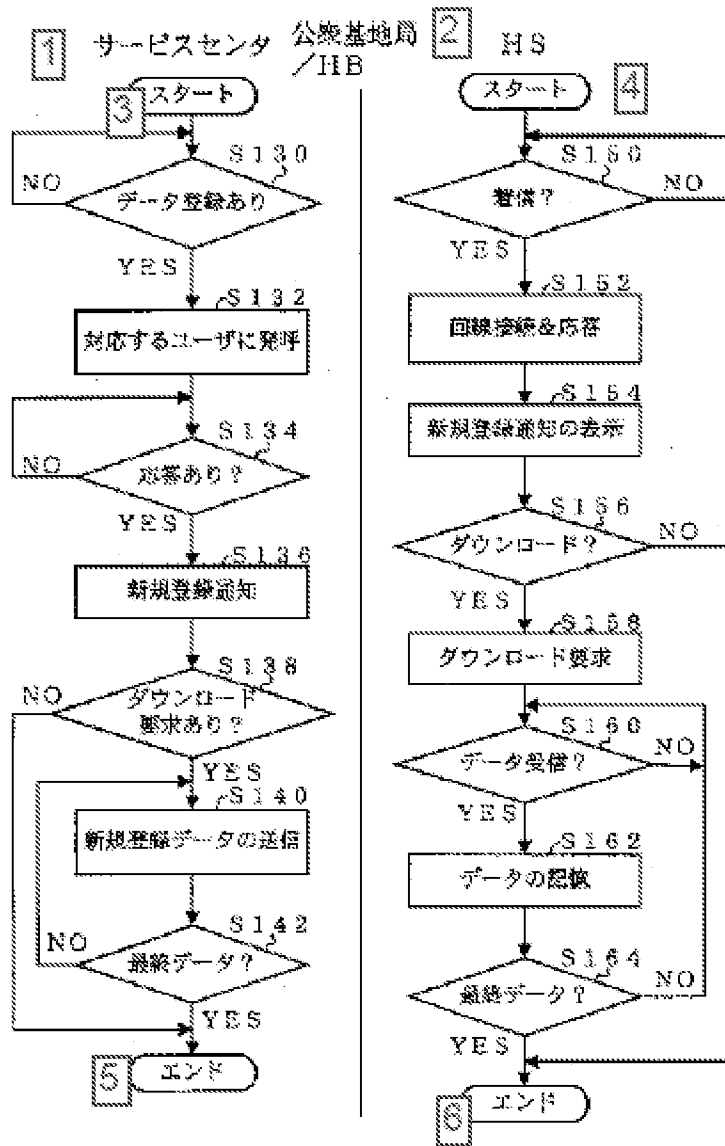 1 サービスセンタ 公衆基地局 2 HS
/HB
3 スタート
S130
データ登録あり
NO
YES
S132
対応するユーザに発呼
S134
応答あり?
NO
YES
S136
新規登録通知
S138
NO
ダウンロード
要求あり?
YES
S140
新規登録データの送信
S142
NO
最終データ?
YES
5 エンド
スタート 4
S150
着信?
NO
YES
S152
回線接続&応答
S154
新規登録通知の表示
S156
ダウンロード?
NO
YES
S158
ダウンロード要求
S160
データ受信?
NO
YES
S162
データの記憶
S164
最終データ?
NO
YES
6 エンド